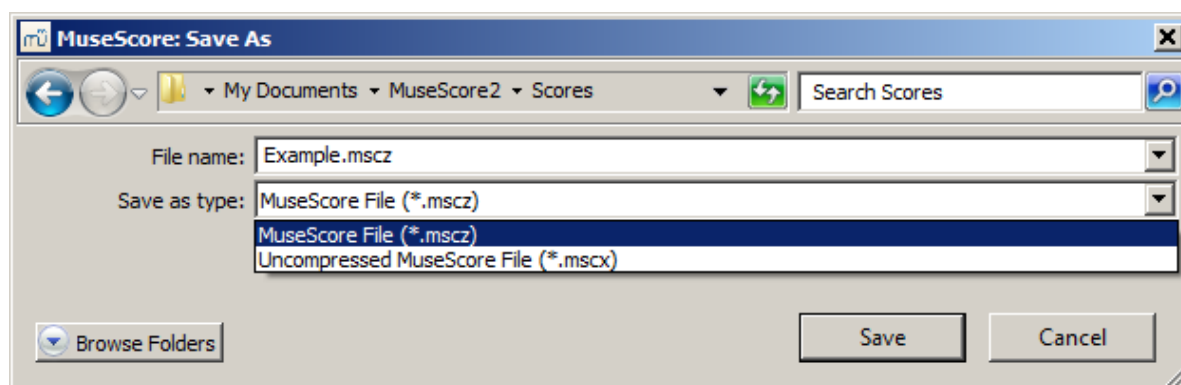 MuseScore: Save As
My Documents MuseScore2 Scores Search Scores
File name: Example.mscz
Save as type: MuseScore File (*.mscz)
MuseScore File (*.mscz)
Uncompressed MuseScore File (*.mscx)
Browse Folders Save Cancel